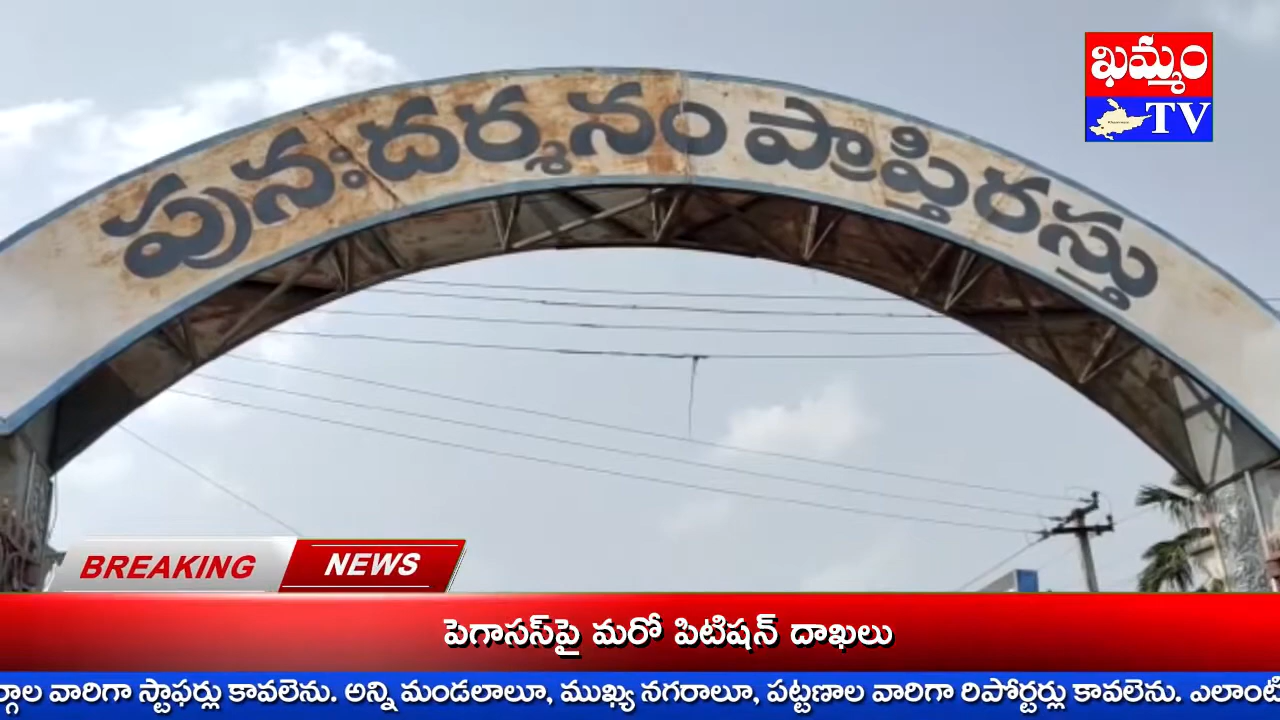 ఖమ్మం
TV
పునఃదర్శనం ప్రాప్తిరస్తు
BREAKING NEWS
పెగాసస్‌పై మరో పిటిషన్ దాఖలు
ర్గాల వారిగా స్టాఫర్లు కావలెను. అన్ని మండలాలూ, ముఖ్య నగరాలూ, పట్టణాల వారిగా రిపోర్టర్లు కావలెను. ఎలాంటి